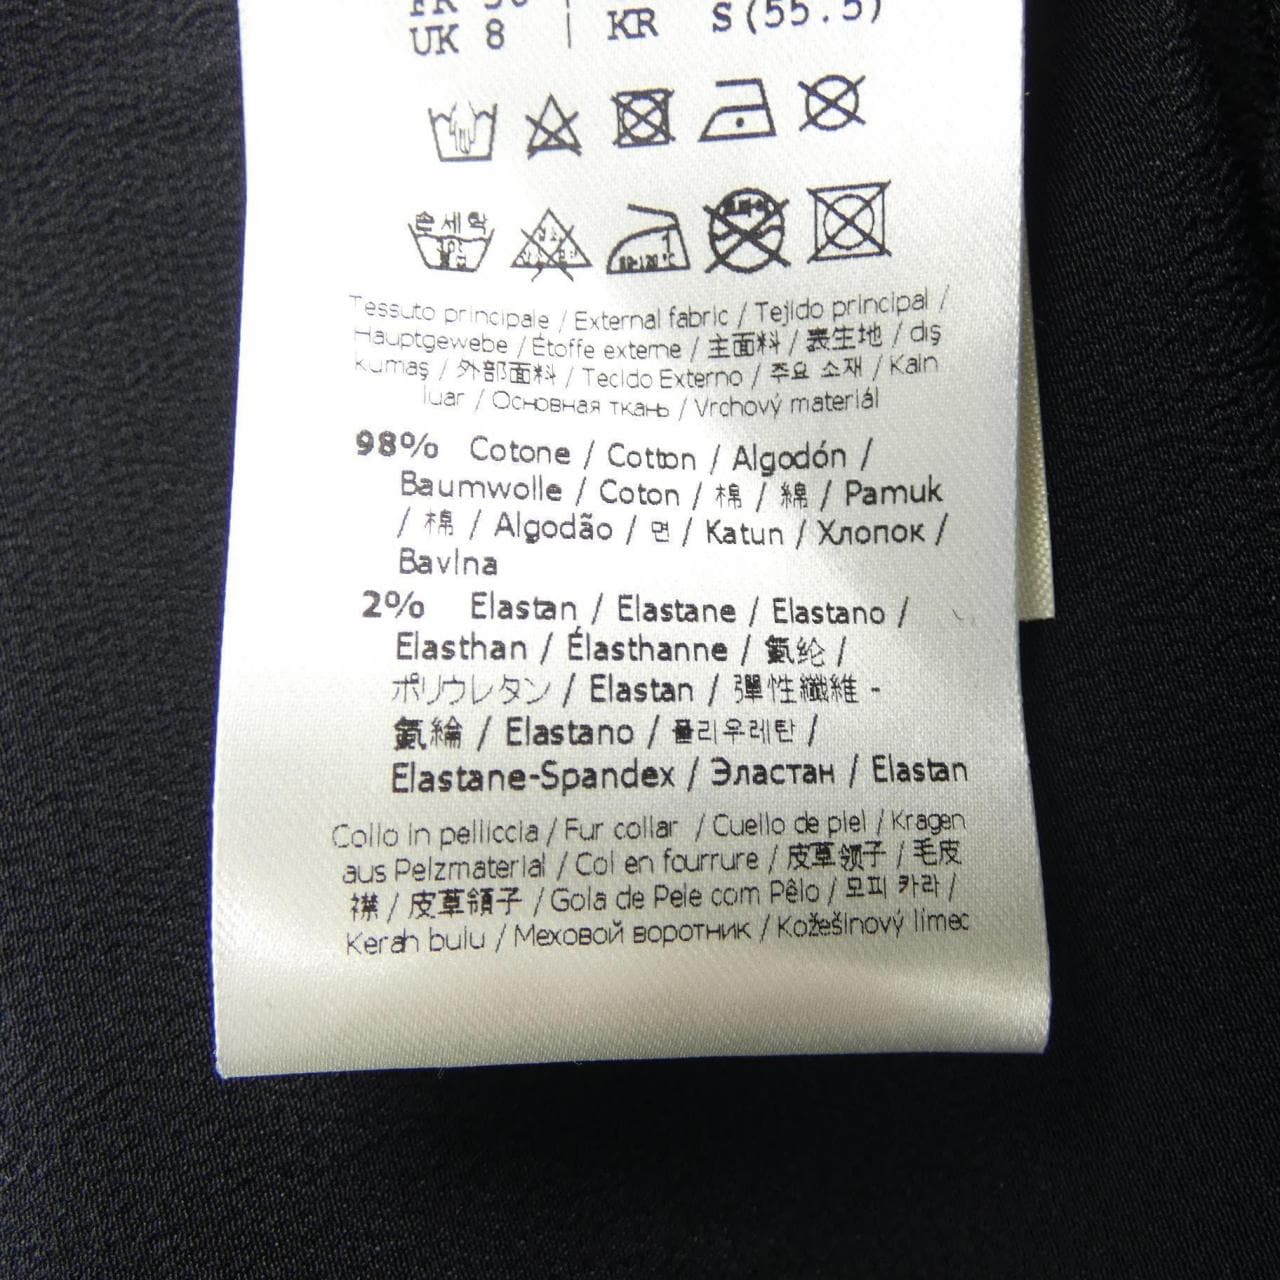 UK 8 | KR S(55.5)
손세탁
Tessuto principale / External fabric / Tejido principal /
Hauptgewebe / Étoffe externe / 主面料 / 表生地 / dış
kumaş / 外部面料 / Tecido Externo / 주요 소재 / Kain
luar / Основная ткань / Vrchový materiál
98% Cotone / Cotton / Algodón /
Baumwolle / Coton / 棉 / 綿 / Pamuk
/ 棉 / Algodão / 면 / Katun / Хлопок /
Bavlna
2% Elastan / Elastane / Elastano /
Elasthan / Élasthanne / 氨纶 /
ポリウレタン / Elastan / 彈性纖維 -
氨綸 / Elastano / 폴리우레탄 /
Elastane-Spandex / Эластан / Elastan
Collo in pelliccia / Fur collar / Cuello de piel / Kragen
aus Pelzmaterial / Col en fourrure / 皮草领子 / 毛皮
襟 / 皮草領子 / Gola de Pele com Pêlo / 모피 카라 /
Kerah bulu / Меховой воротник / Kožešinový límec